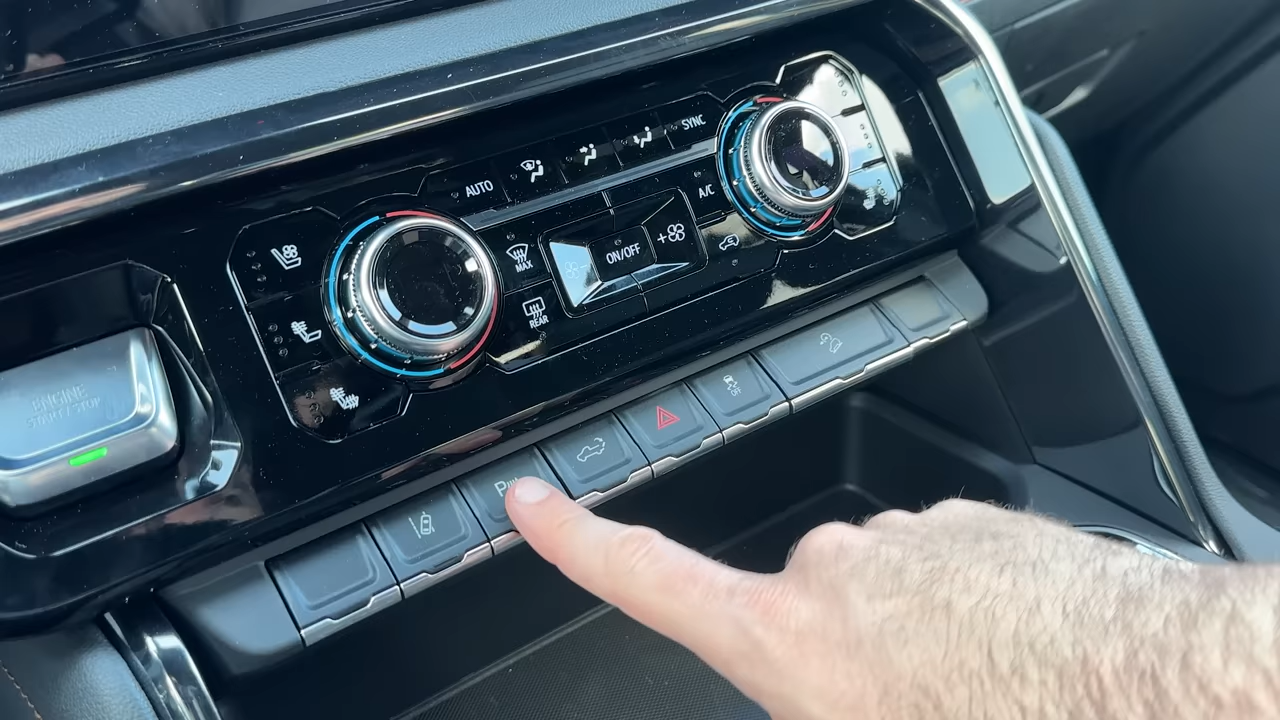 SYNC
AUTO
A/C
MAX
ON/OFF
+
REAR
ENGINE
START/STOP
OFF
P